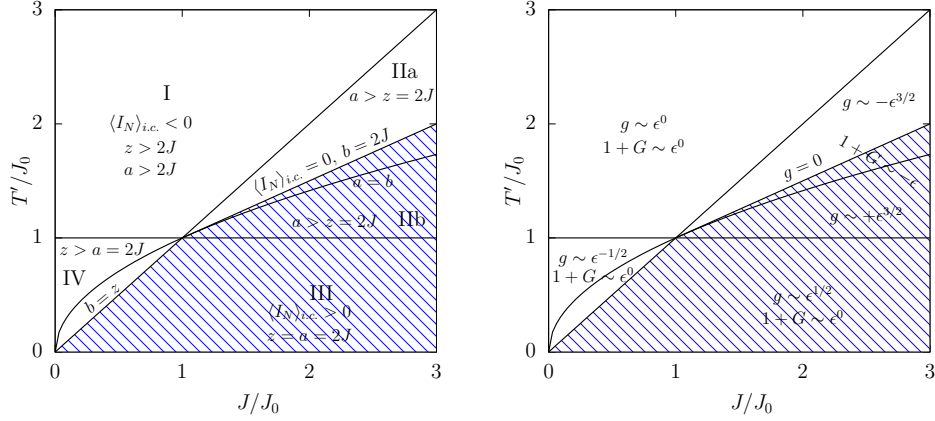 3
2
1
0
T′/J₀
0
1
2
3
J/J₀
I
⟨I_N⟩_{i.c.} < 0
z > 2J
a > 2J
IIa
a > z = 2J
⟨I_N⟩_{i.c.} = 0, b = 2J
a = b
a > z = 2J
IIb
z > a = 2J
IV
b = z
III
⟨I_N⟩_{i.c.} > 0
z = a = 2J
3
2
1
0
T′/J₀
0
1
2
3
J/J₀
g ∼ ϵ^0
1 + G ∼ ϵ^0
g ∼ −ϵ^{3/2}
g = 0
1 + G ∼ −ϵ
g ∼ +ϵ^{3/2}
g ∼ ϵ^{−1/2}
1 + G ∼ ϵ^0
g ∼ ϵ^{1/2}
1 + G ∼ ϵ^0